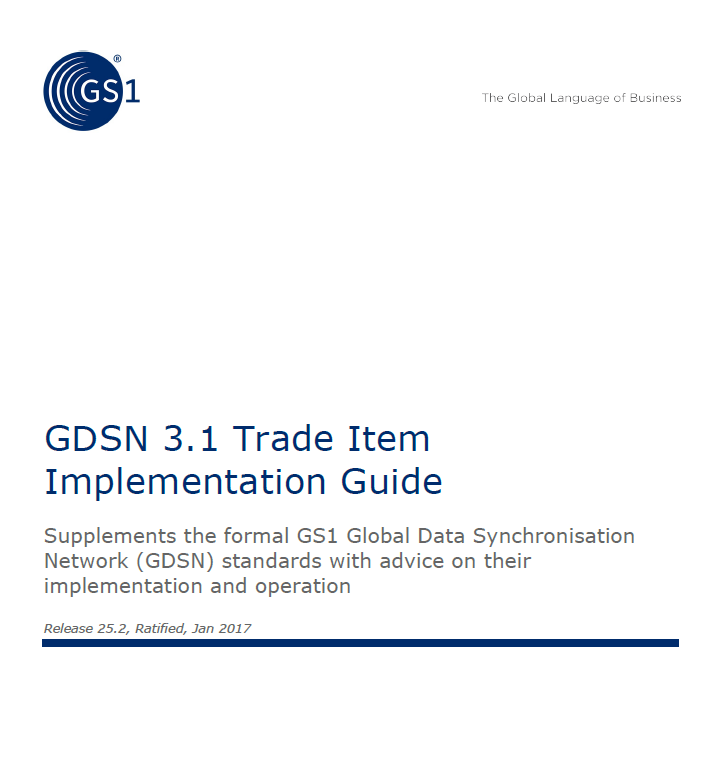 GS1®
The Global Language of Business
GDSN 3.1 Trade Item
Implementation Guide
Supplements the formal GS1 Global Data Synchronisation
Network (GDSN) standards with advice on their
implementation and operation
Release 25.2, Ratified, Jan 2017